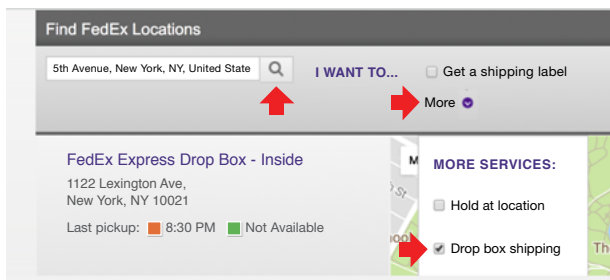 Find FedEx Locations
5th Avenue, New York, NY, United State
I WANT TO...
Get a shipping label
More
FedEx Express Drop Box - Inside
1122 Lexington Ave,
New York, NY 10021
Last pickup: 8:30 PM Not Available
M
St
MORE SERVICES:
Hold at location
Drop box shipping
Th